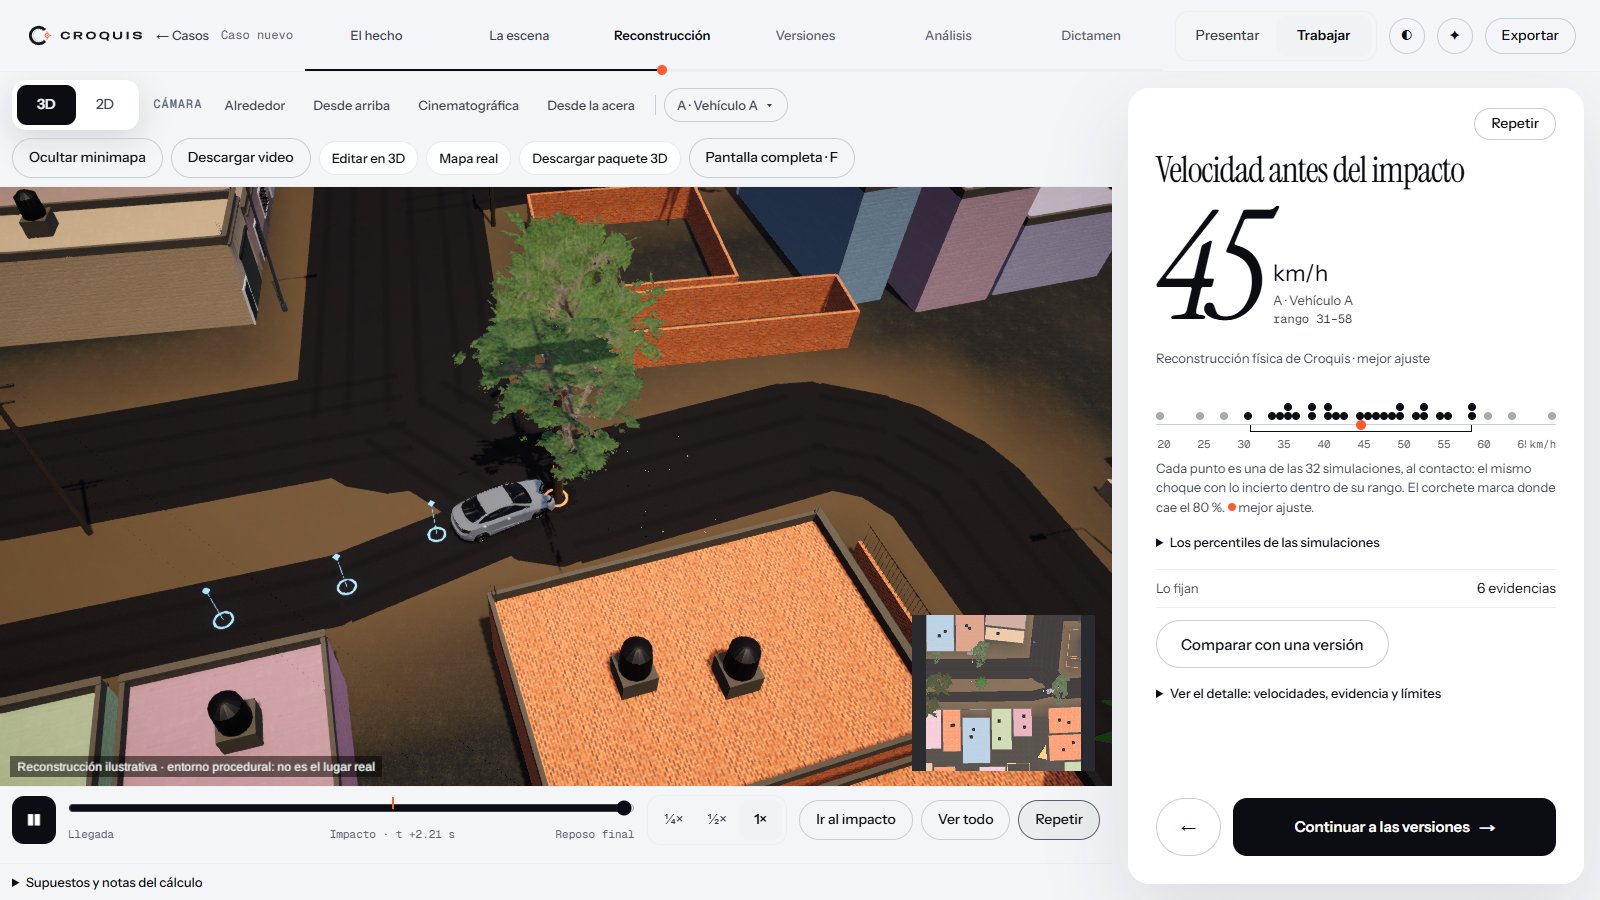 CROQUIS
← Casos
Caso nuevo
El hecho
La escena
Reconstrucción
Versiones
Análisis
Dictamen
Presentar
Trabajar
Exportar
3D
2D
CÁMARA
Alrededor
Desde arriba
Cinematográfica
Desde la acera
A · Vehículo A
Ocultar minimapa
Descargar video
Editar en 3D
Mapa real
Descargar paquete 3D
Pantalla completa · F
Reconstrucción ilustrativa · entorno procedural: no es el lugar real
Llegada
Impacto · t +2.21 s
Reposo final
¼×
½×
1×
Ir al impacto
Ver todo
Repetir
Supuestos y notas del cálculo
Repetir
Velocidad antes del impacto
45 km/h
A · Vehículo A
rango 31–58
Reconstrucción física de Croquis · mejor ajuste
20 25 30 35 40 45 50 55 60 km/h
Cada punto es una de las 32 simulaciones, al contacto: el mismo
choque con lo incierto dentro de su rango. El corchete marca donde
cae el 80 %. mejor ajuste.
Los percentiles de las simulaciones
Lo fijan
6 evidencias
Comparar con una versión
Ver el detalle: velocidades, evidencia y límites
←
Continuar a las versiones →